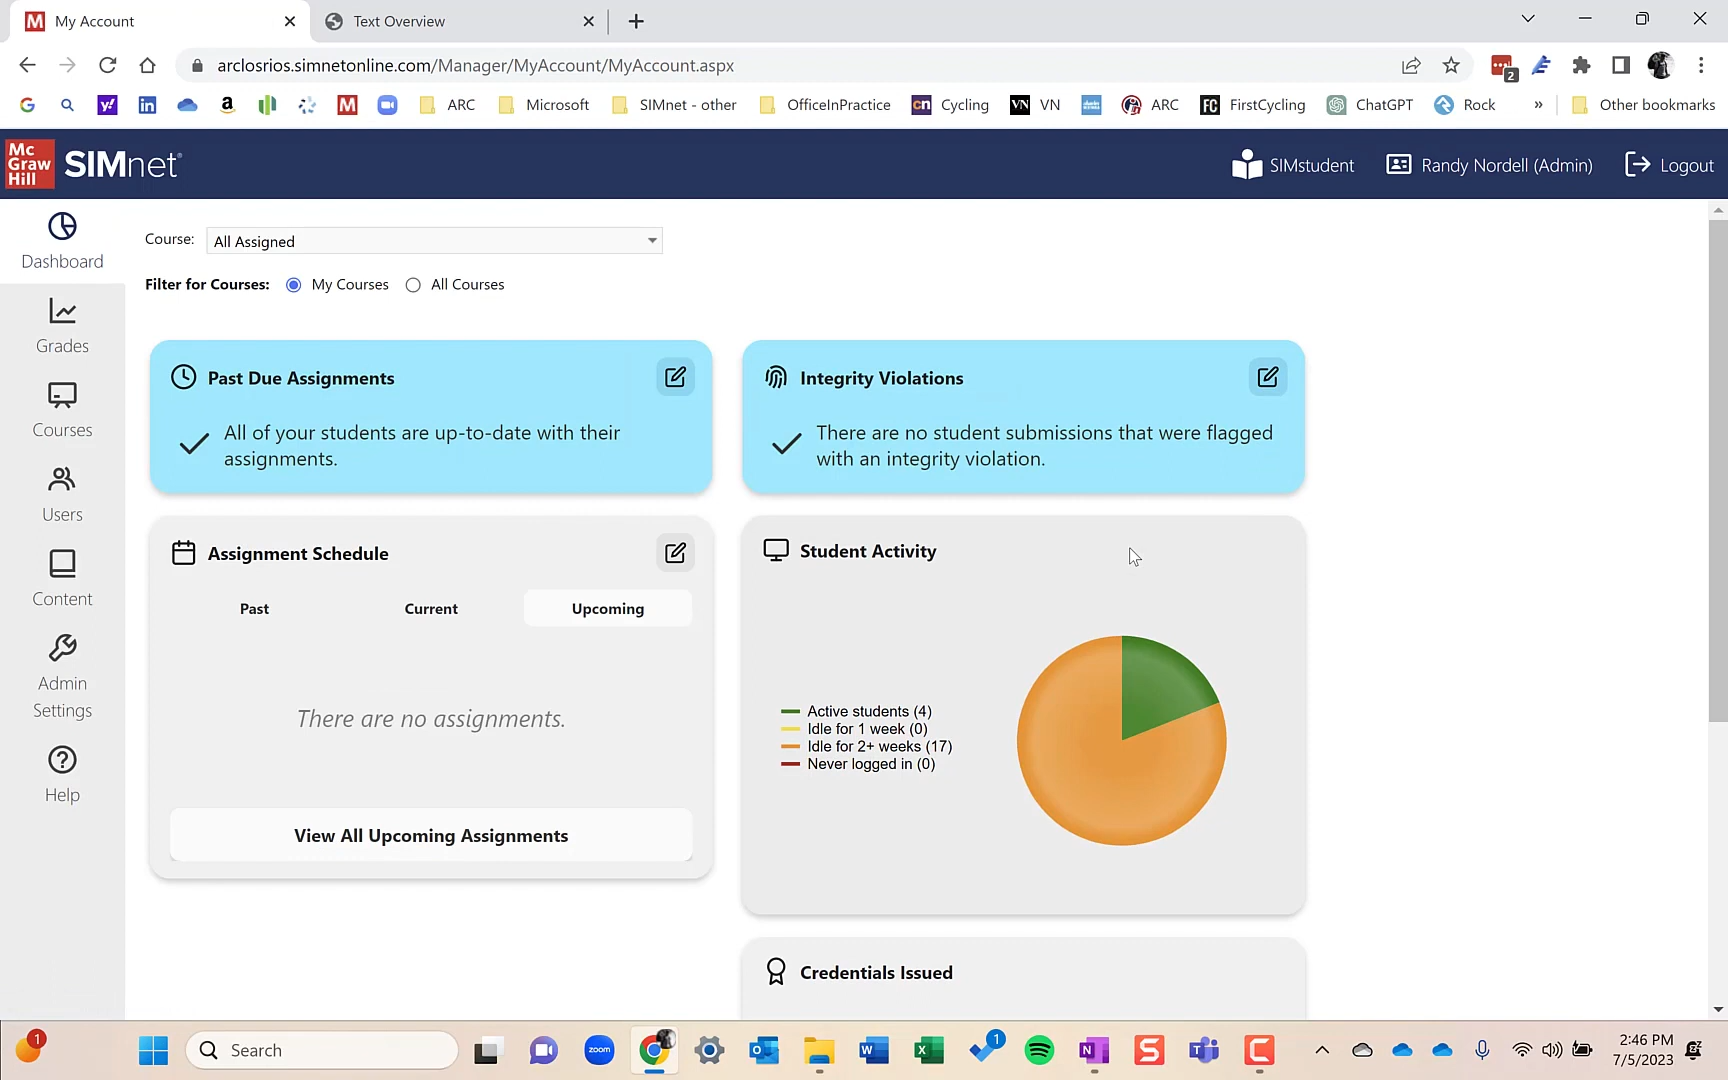 My Account
Text Overview
arclosrios.simnetonline.com/Manager/MyAccount/MyAccount.aspx
2
ARC
Microsoft
SIMnet - other
OfficeInPractice
Cycling
VN
ARC
FirstCycling
ChatGPT
Rock
»
Other bookmarks
Mc
Graw
Hill
SIMnet
SIMstudent
Randy Nordell (Admin)
Logout
Dashboard
Grades
Courses
Users
Content
Admin
Settings
Help
Course:
All Assigned
Filter for Courses:
My Courses
All Courses
Past Due Assignments
All of your students are up-to-date with their
assignments.
Integrity Violations
There are no student submissions that were flagged
with an integrity violation.
Assignment Schedule
Past
Current
Upcoming
There are no assignments.
View All Upcoming Assignments
Student Activity
Active students (4)
Idle for 1 week (0)
Idle for 2+ weeks (17)
Never logged in (0)
Credentials Issued
1
Search
zoom
1
2:46 PM
7/5/2023